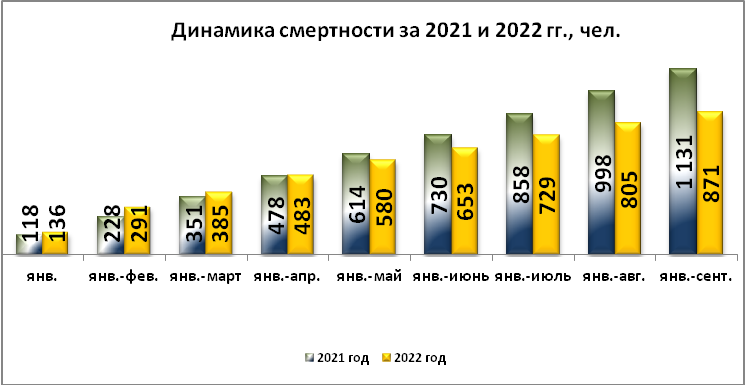 Динамика смертности за 2021 и 2022 гг., чел.
118 136 228 291 351 385 478 483 614 580 730 653 858 729 998 805 1 131 871
янв. янв.-фев. янв.-март янв.-апр. янв.-май янв.-июнь янв.-июль янв.-авг. янв.-сент.
2021 год 2022 год